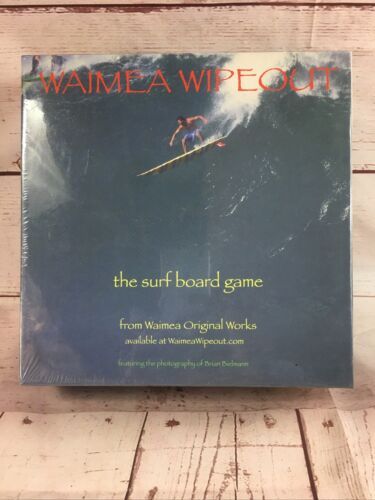 WAIMEA WIPEOUT
the surf board game
from Waimea Original Works
available at WaimeaWipeout.com
featuring the photography of Brian Bielmann